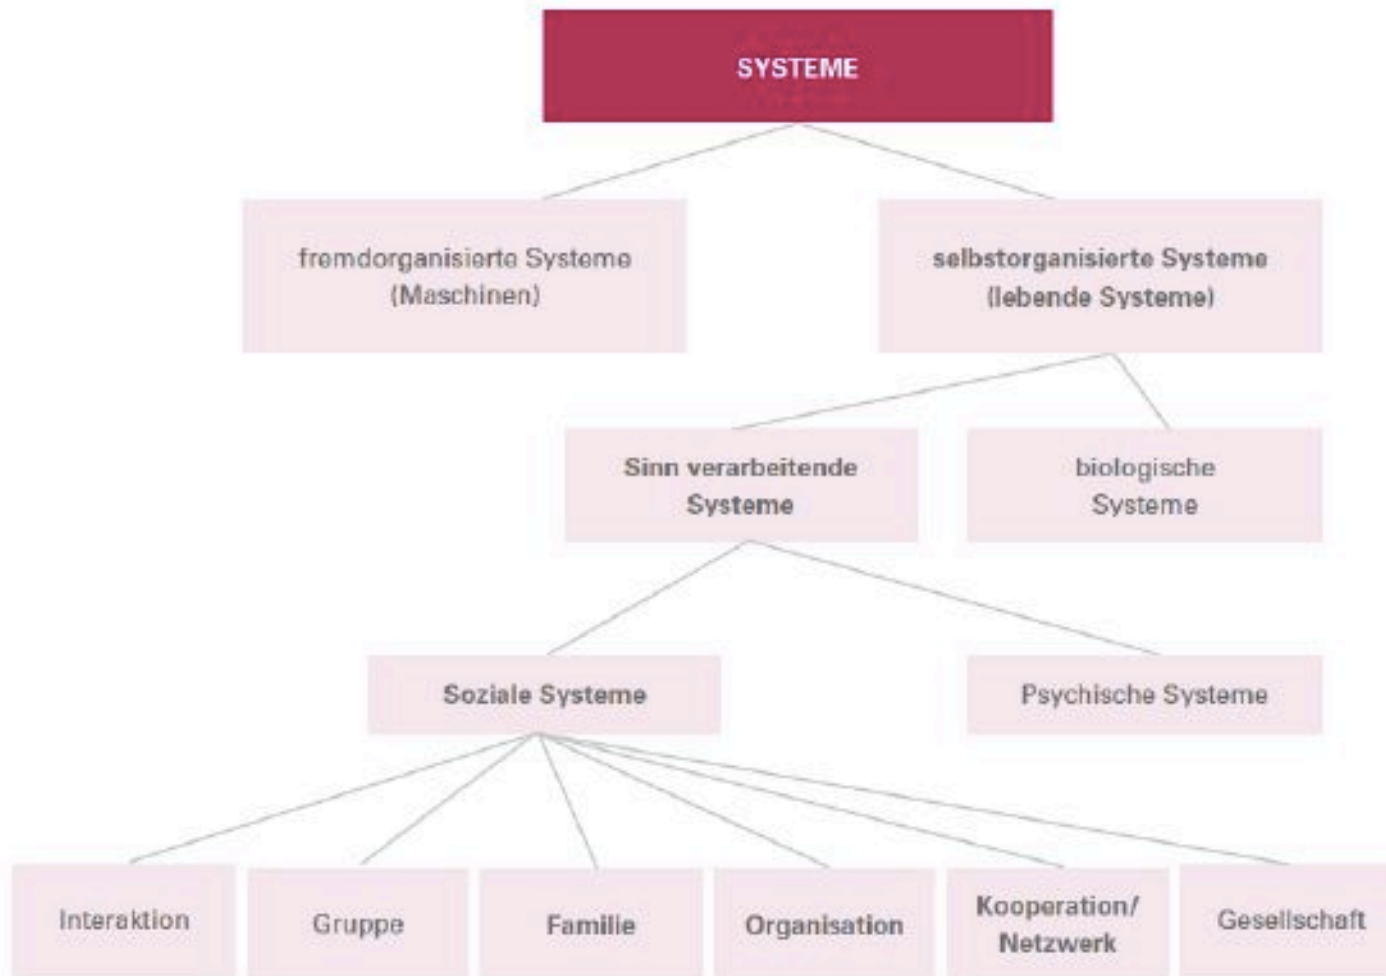 SYSTEME
fremdorganisierte Systeme
(Maschinen)
selbstorganisierte Systeme
(lebende Systeme)
Sinn verarbeitende
Systeme
biologische
Systeme
Soziale Systeme
Psychische Systeme
Interaktion
Gruppe
Familie
Organisation
Kooperation/
Netzwerk
Gesellschaft